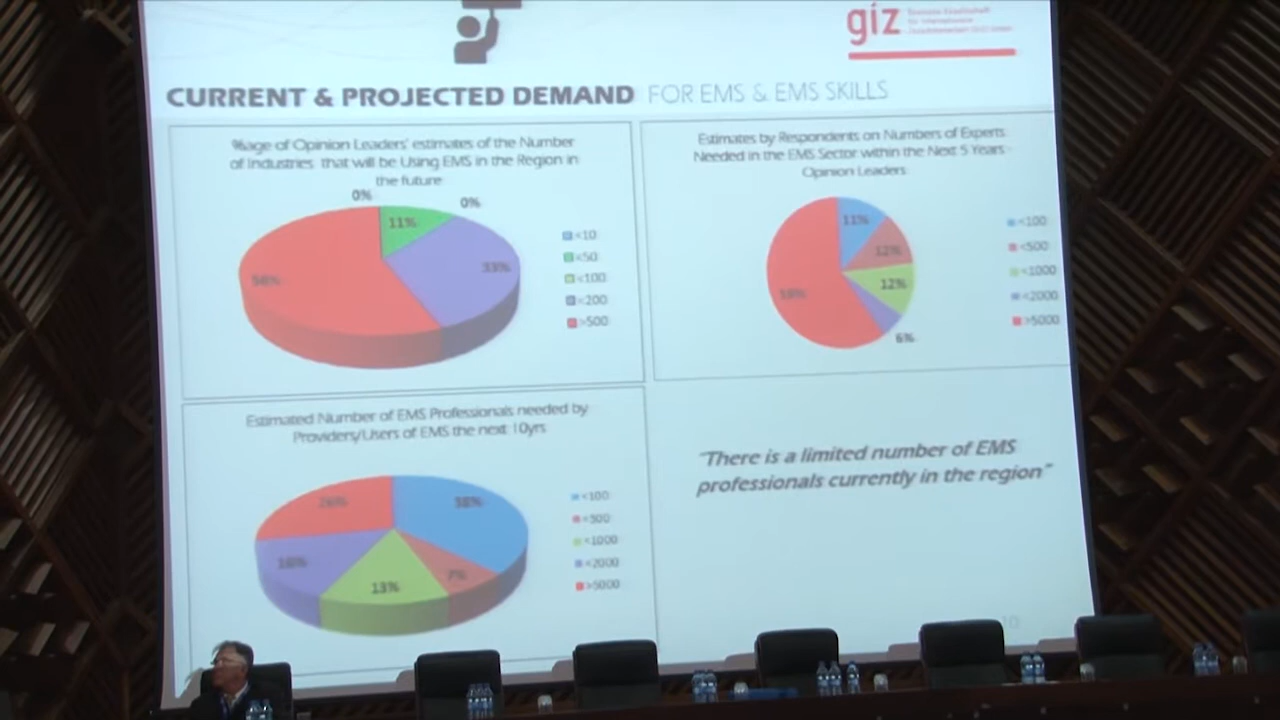 giz
CURRENT & PROJECTED DEMAND FOR EMS & EMS SKILLS
%age of Opinion Leaders' estimates of the Number
of Industries that will be Using EMS in the Region in
the future
0%
0%
11%
33%
56%
<10
<50
<100
<200
>500
Estimates by Respondents on Numbers of Experts
Needed in the EMS Sector within the Next 5 Years -
Opinion Leaders
11%
12%
12%
6%
<100
<500
<1000
<2000
>5000
Estimated Number of EMS Professionals needed by
Providers/Users of EMS the next 10yrs
38%
7%
13%
16%
26%
<100
<500
<1000
<2000
>5000
"There is a limited number of EMS
professionals currently in the region"
10